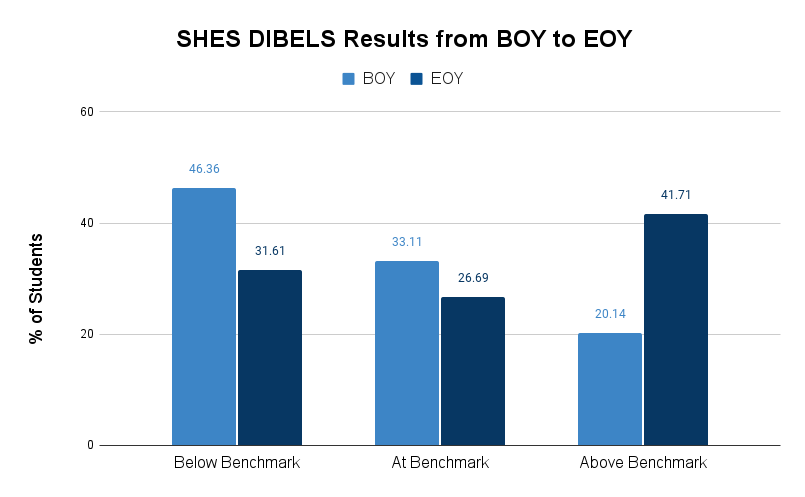 SHES DIBELS Results from BOY to EOY
BOY EOY
60
40
20
0
% of Students
46.36
31.61
33.11
26.69
20.14
41.71
Below Benchmark
At Benchmark
Above Benchmark